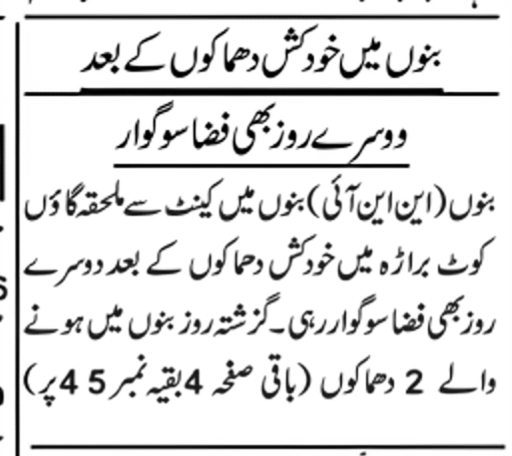 بنوں میں خودکش دھماکوں کے بعد
دوسرے روز بھی فضا سوگوار
بنوں (این این آئی) بنوں میں کینٹ سے ملحقہ گاؤں
کوٹ براڑہ میں خودکش دھماکوں کے بعد دوسرے
روز بھی فضا سوگوار رہی۔ گزشتہ روز بنوں میں ہونے
والے 2 دھماکوں (باقی صفحہ 4 بقیہ نمبر 45 پر)